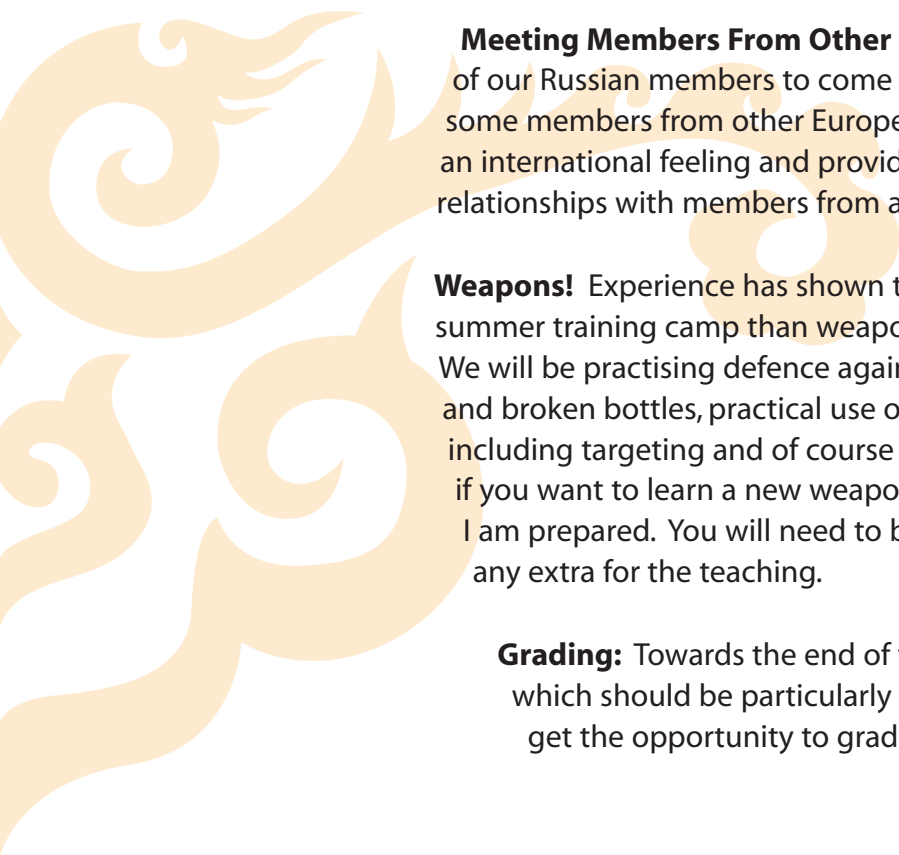 Meeting Members From Other
of our Russian members to come
some members from other Europe
an international feeling and provid
relationships with members from a
Weapons! Experience has shown t
summer training camp than weapo
We will be practising defence again
and broken bottles, practical use o
including targeting and of course
if you want to learn a new weapo
I am prepared. You will need to b
any extra for the teaching.
Grading: Towards the end of t
which should be particularly
get the opportunity to grad